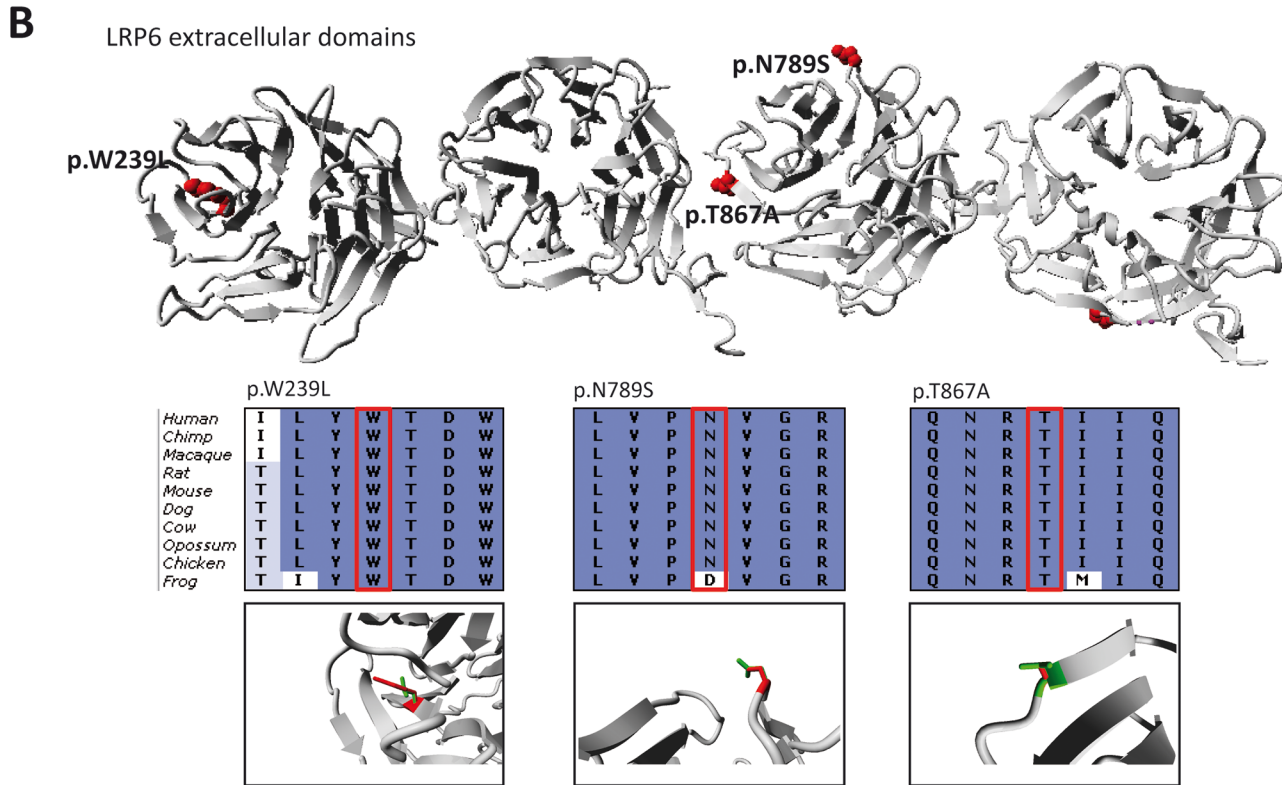 B
LRP6 extracellular domains
p.W239L
p.N789S
p.T867A
p.W239L
p.N789S
p.T867A
Human I L Y W T D W L V P N V G R Q N R T I I Q
Chimp I L Y W T D W L V P N V G R Q N R T I I Q
Macaque I L Y W T D W L V P N V G R Q N R T I I Q
Rat T L Y W T D W L V P N V G R Q N R T I I Q
Mouse T L Y W T D W L V P N V G R Q N R T I I Q
Dog T L Y W T D W L V P N V G R Q N R T I I Q
Cow T L Y W T D W L V P N V G R Q N R T I I Q
Opossum T L Y W T D W L V P N V G R Q N R T I I Q
Chicken T L Y W T D W L V P N V G R Q N R T I I Q
Frog T I Y W T D W L V P D V G R Q N R T M I Q